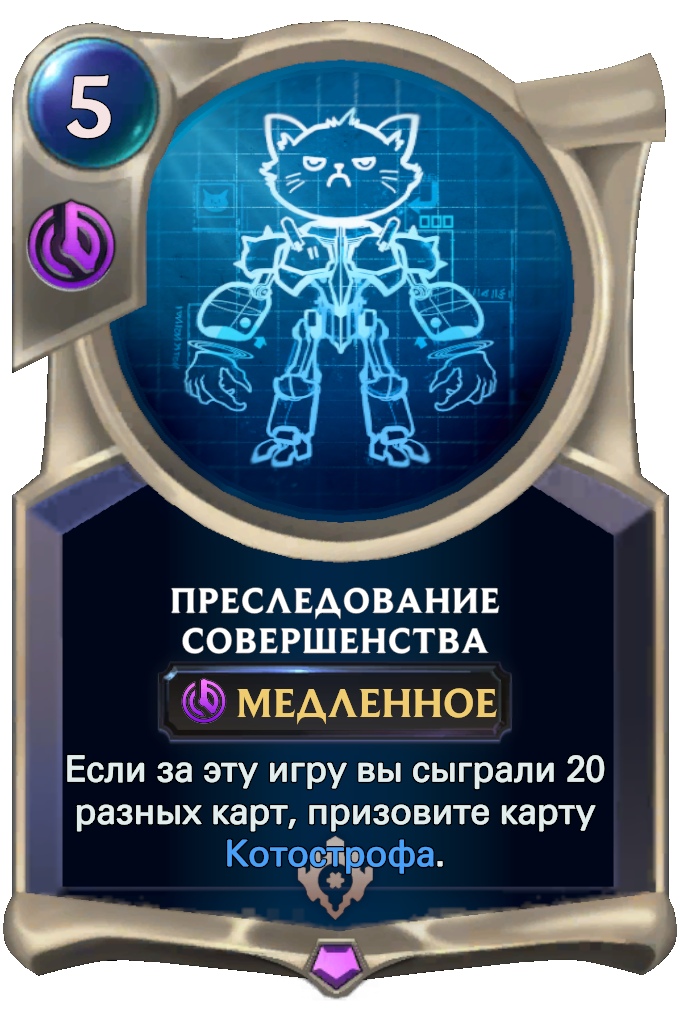 5
ПРЕСЛЕДОВАНИЕ
СОВЕРШЕНСТВА
МЕДЛЕННОЕ
Если за эту игру вы сыграли 20
разных карт, призовите карту
Котострофа.